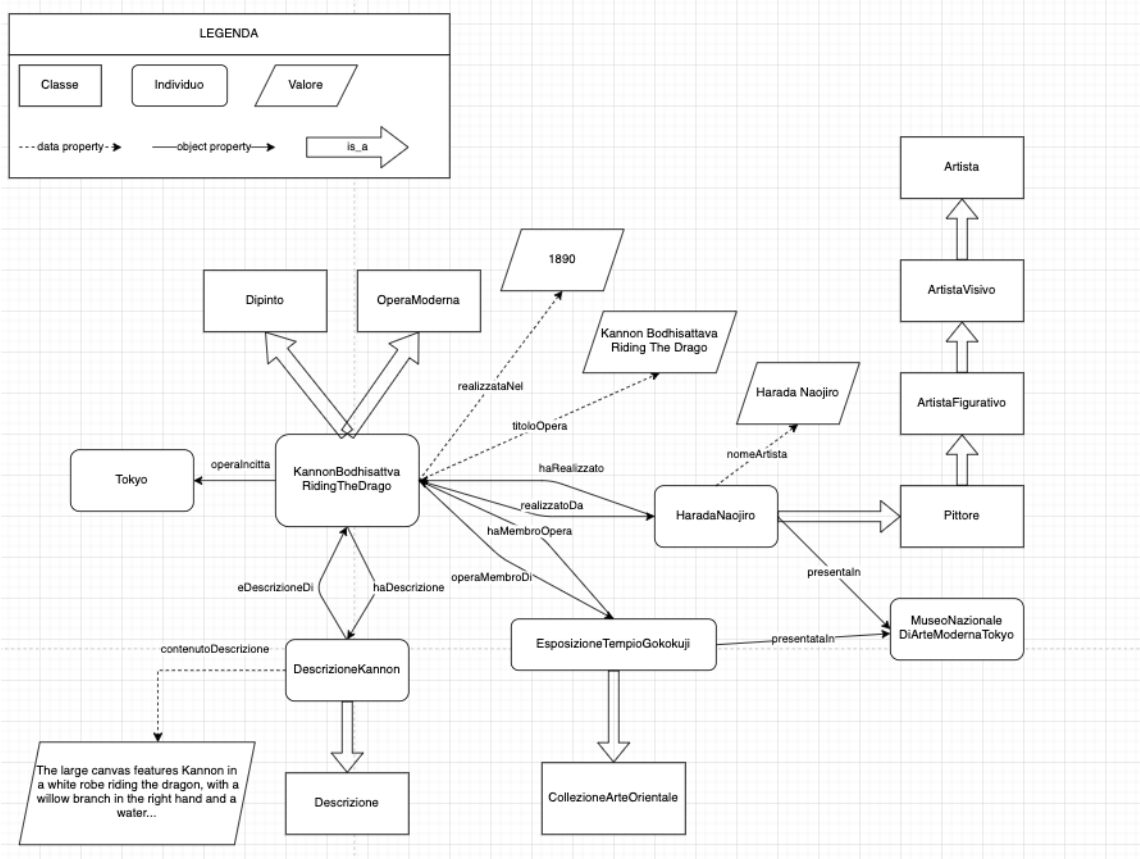 LEGENDA
Classe
Individuo
Valore
data property
object property
is_a
Artista
1890
ArtistaVisivo
Dipinto
OperaModerna
Kannon Bodhisattava
Riding The Drago
realizzataNel
Harada Naojiro
ArtistaFigurativo
titoloOpera
nomeArtista
operaIncitta
KannonBodhisattva
RidingTheDrago
haRealizzato
Tokyo
realizzatoDa
HaradaNaojiro
Pittore
haMembroOpera
operaMembroDi
presentaIn
eDescrizioneDi
haDescrizione
MuseoNazionale
DiArteModernaTokyo
EsposizioneTempioGokokuji
presentataIn
contenutoDescrizione
DescrizioneKannon
The large canvas features Kannon in
a white robe riding the dragon, with a
willow branch in the right hand and a
water...
Descrizione
CollezioneArteOrientale